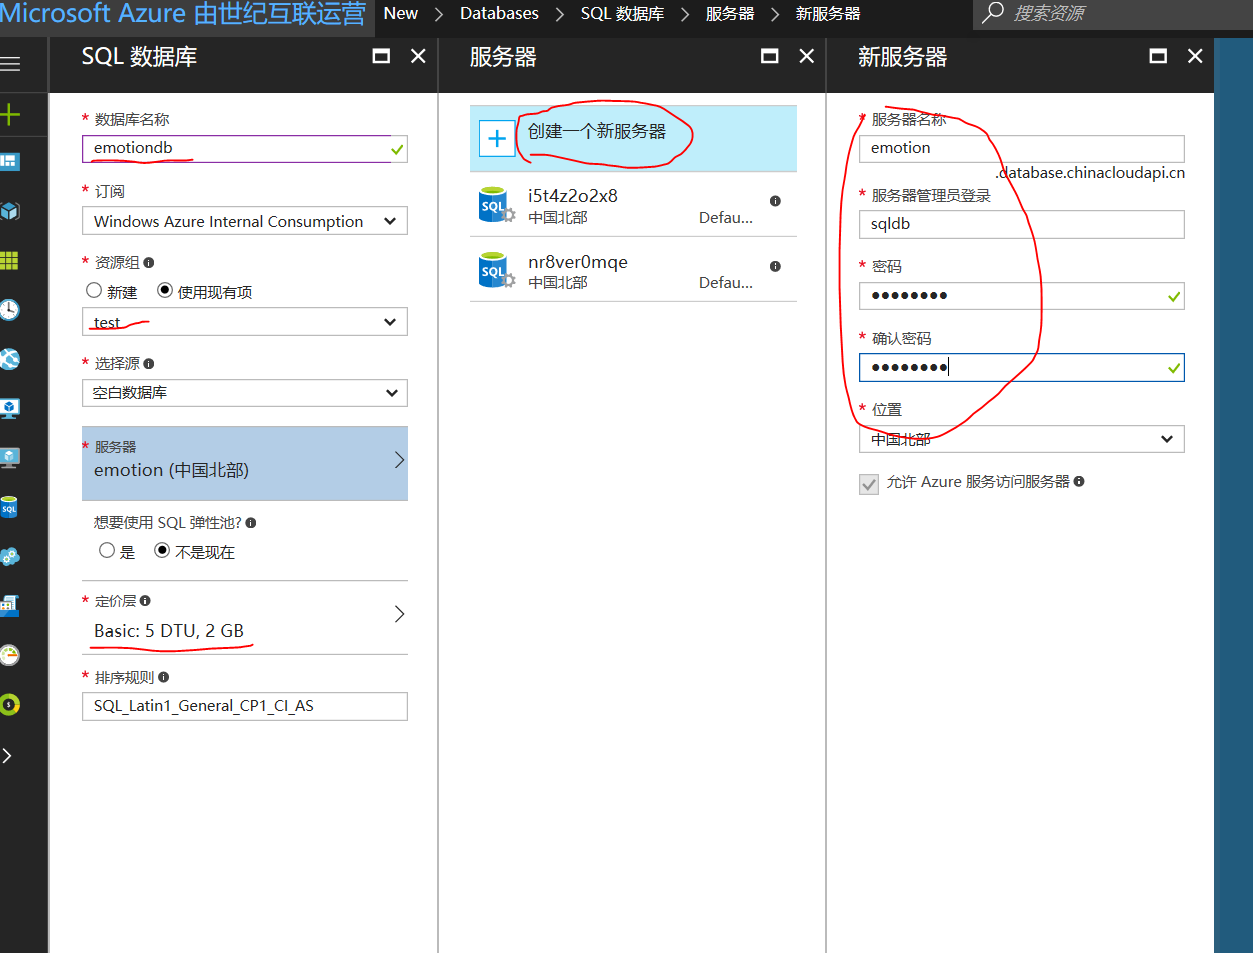 Microsoft Azure 由世纪互联运营 New > Databases > SQL 数据库 > 服务器 > 新服务器 搜索资源
SQL 数据库
* 数据库名称
emotiondb
* 订阅
Windows Azure Internal Consumption
* 资源组
新建 使用现有项
test
* 选择源
空白数据库
* 服务器
emotion (中国北部)
想要使用 SQL 弹性池?
是 不是现在
* 定价层
Basic: 5 DTU, 2 GB
* 排序规则
SQL_Latin1_General_CP1_CI_AS
服务器
创建一个新服务器
SQL
i5t4z2o2x8
中国北部 Defau...
SQL
nr8ver0mqe
中国北部 Defau...
新服务器
* 服务器名称
emotion
.database.chinacloudapi.cn
* 服务器管理员登录
sqldb
* 密码
●●●●●●●●
* 确认密码
●●●●●●●●
* 位置
中国北部
允许 Azure 服务访问服务器
SQL